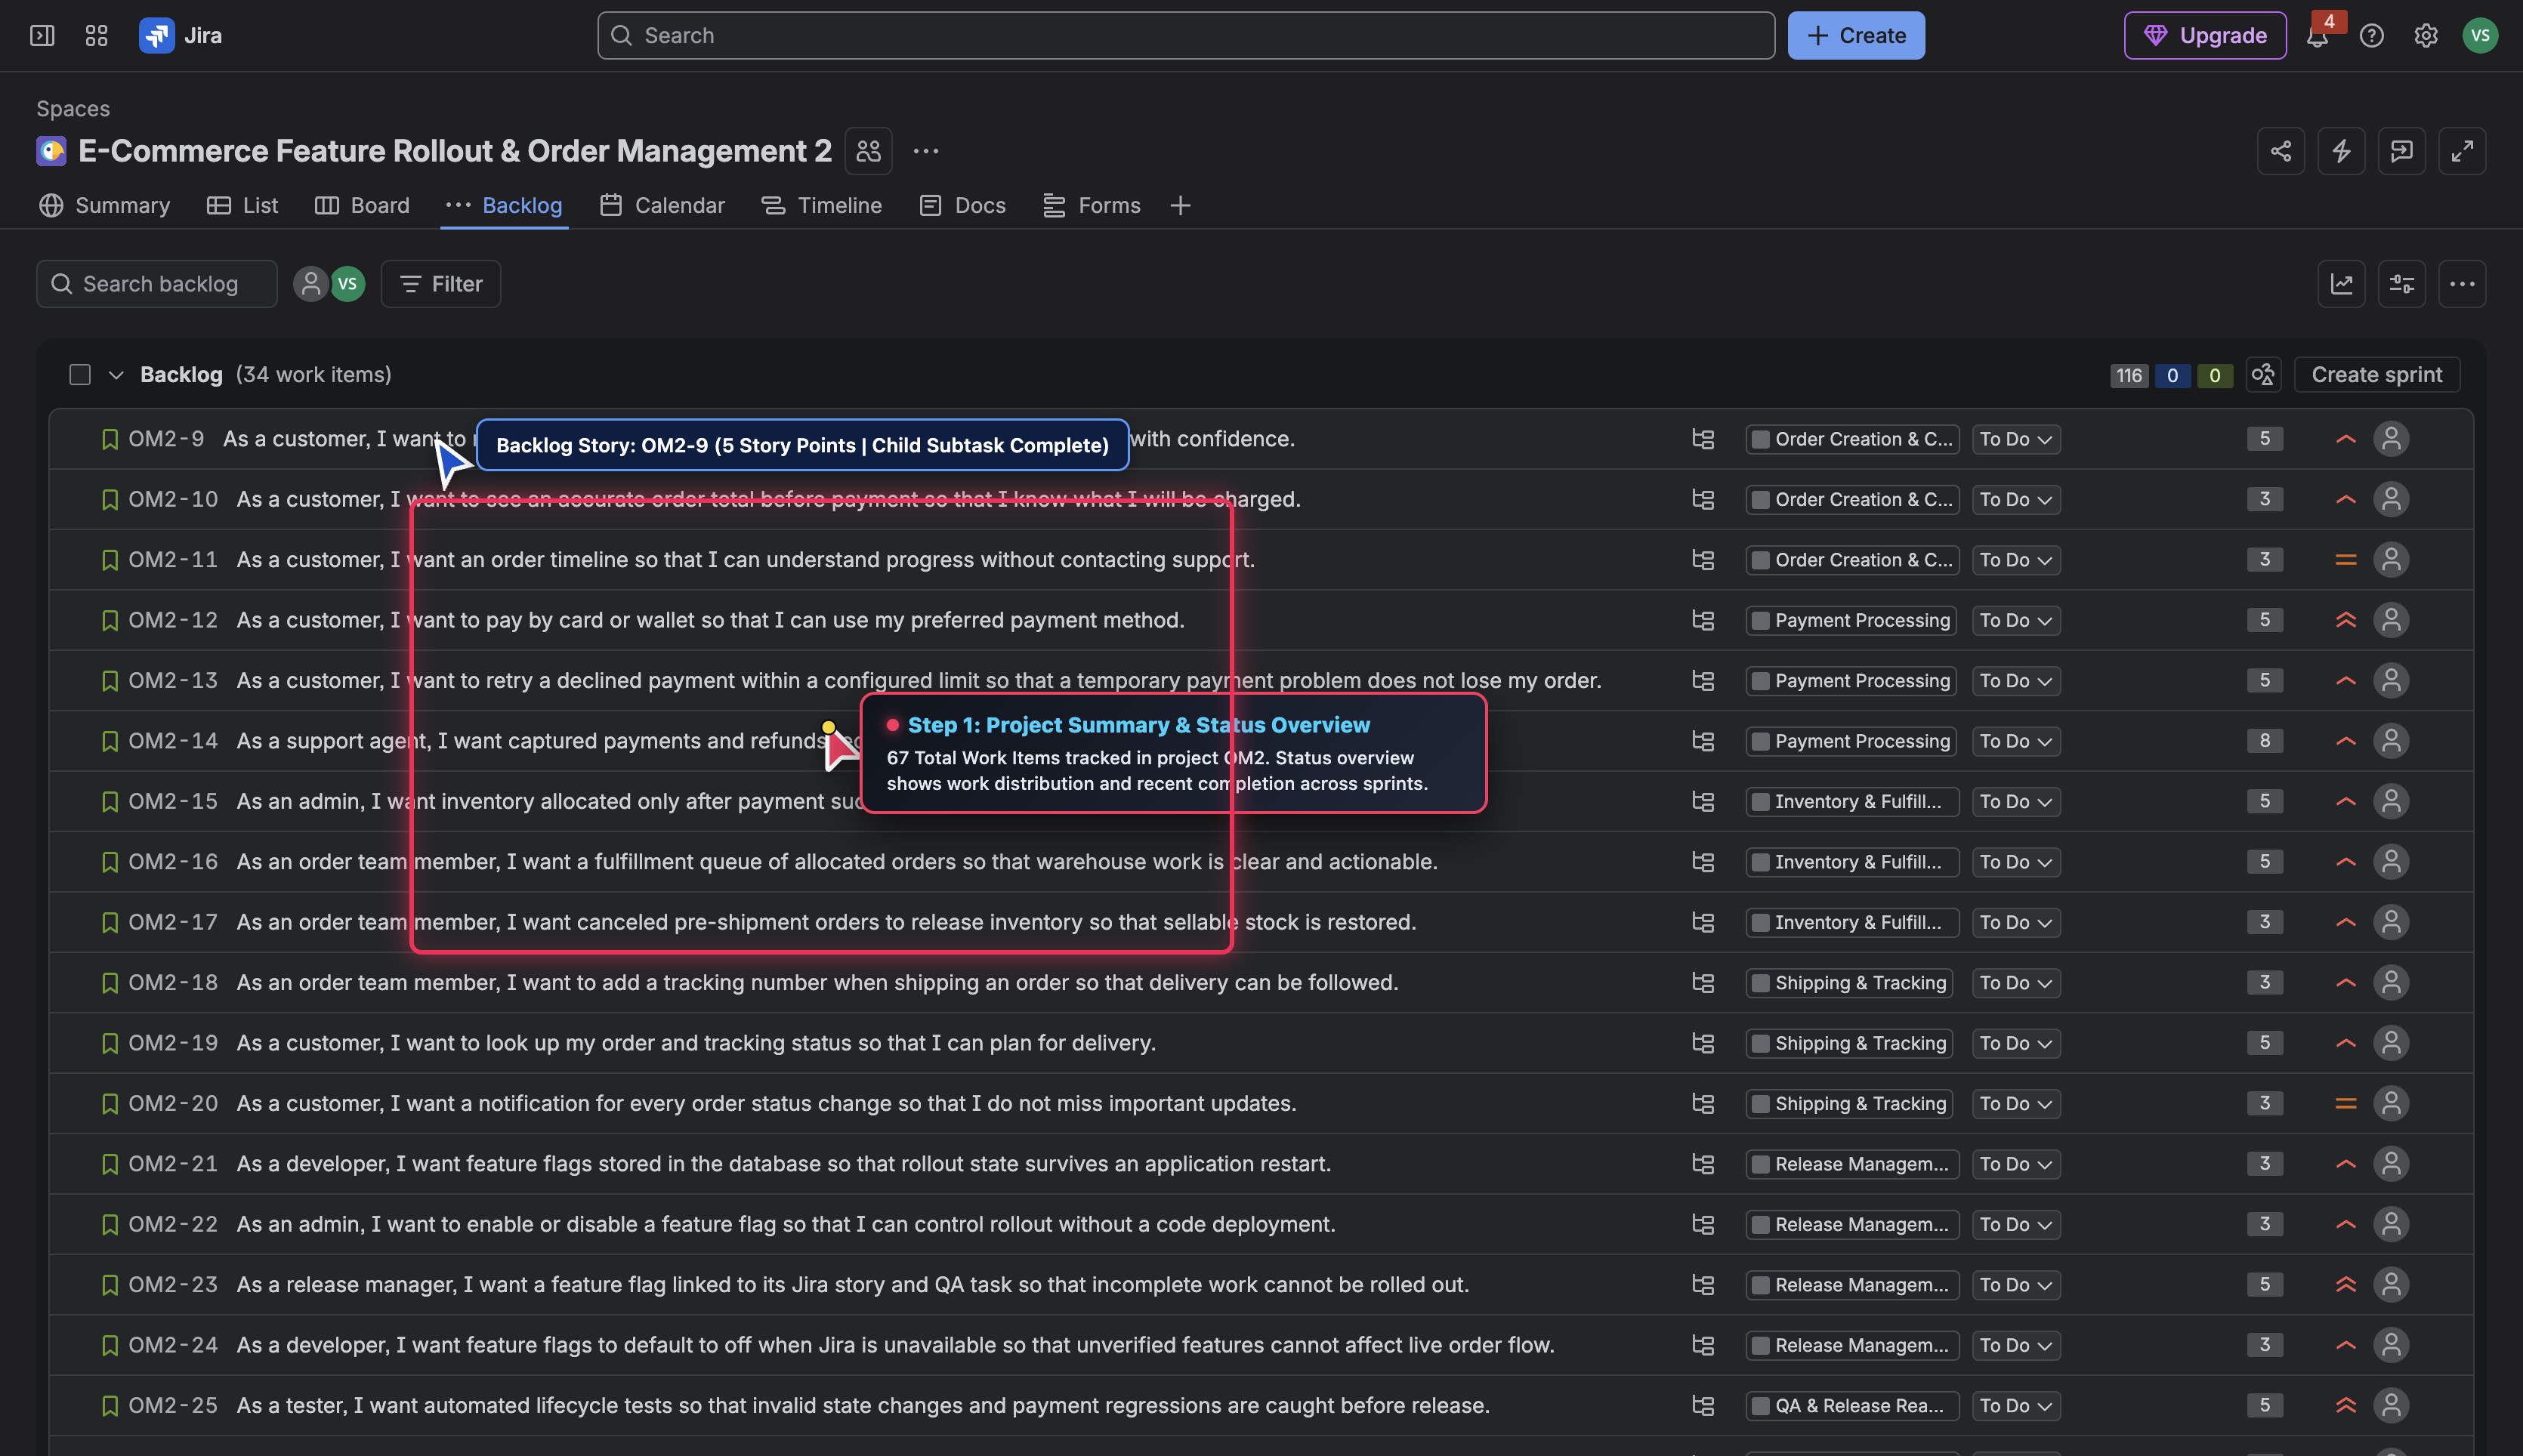 Jira
Search
Create
Upgrade
4
VS
Spaces
E-Commerce Feature Rollout & Order Management 2
Summary
List
Board
Backlog
Calendar
Timeline
Docs
Forms
Search backlog
VS
Filter
Backlog (34 work items)
116 0 0
Create sprint
OM2-9 As a customer, I want to with confidence. Order Creation & C... To Do 5
Backlog Story: OM2-9 (5 Story Points | Child Subtask Complete)
OM2-10 As a customer, I want to see an accurate order total before payment so that I know what I will be charged. Order Creation & C... To Do 3
OM2-11 As a customer, I want an order timeline so that I can understand progress without contacting support. Order Creation & C... To Do 3
OM2-12 As a customer, I want to pay by card or wallet so that I can use my preferred payment method. Payment Processing To Do 5
OM2-13 As a customer, I want to retry a declined payment within a configured limit so that a temporary payment problem does not lose my order. Payment Processing To Do 5
OM2-14 As a support agent, I want captured payments and refunds Payment Processing To Do 8
Step 1: Project Summary & Status Overview
67 Total Work Items tracked in project OM2. Status overview
shows work distribution and recent completion across sprints.
OM2-15 As an admin, I want inventory allocated only after payment Inventory & Fulfill... To Do 5
OM2-16 As an order team member, I want a fulfillment queue of allocated orders so that warehouse work is clear and actionable. Inventory & Fulfill... To Do 5
OM2-17 As an order team member, I want canceled pre-shipment orders to release inventory so that sellable stock is restored. Inventory & Fulfill... To Do 3
OM2-18 As an order team member, I want to add a tracking number when shipping an order so that delivery can be followed. Shipping & Tracking To Do 3
OM2-19 As a customer, I want to look up my order and tracking status so that I can plan for delivery. Shipping & Tracking To Do 5
OM2-20 As a customer, I want a notification for every order status change so that I do not miss important updates. Shipping & Tracking To Do 3
OM2-21 As a developer, I want feature flags stored in the database so that rollout state survives an application restart. Release Managem... To Do 3
OM2-22 As an admin, I want to enable or disable a feature flag so that I can control rollout without a code deployment. Release Managem... To Do 3
OM2-23 As a release manager, I want a feature flag linked to its Jira story and QA task so that incomplete work cannot be rolled out. Release Managem... To Do 5
OM2-24 As a developer, I want feature flags to default to off when Jira is unavailable so that unverified features cannot affect live order flow. Release Managem... To Do 3
OM2-25 As a tester, I want automated lifecycle tests so that invalid state changes and payment regressions are caught before release. QA & Release Rea... To Do 5